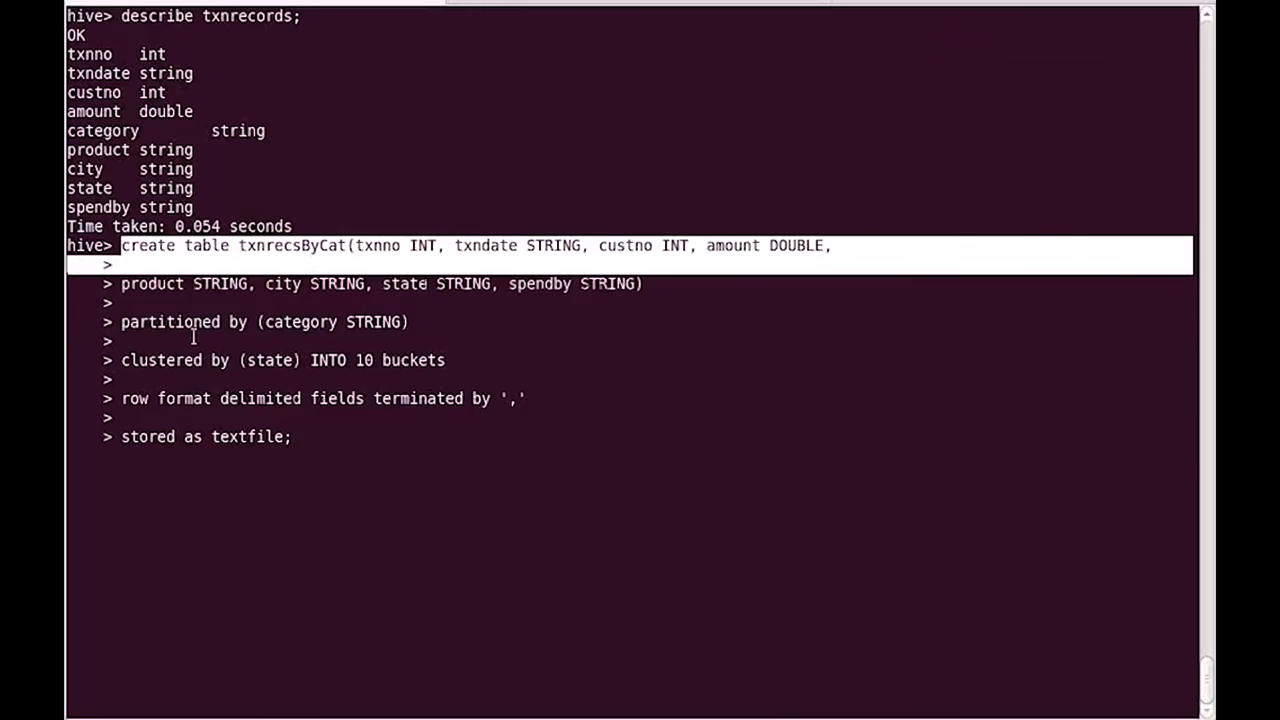 hive> describe txnrecords;
OK
txnno   int
txndate string
custno  int
amount  double
category        string
product string
city    string
state   string
spendby string
Time taken: 0.054 seconds
hive> create table txnrecsByCat(txnno INT, txndate STRING, custno INT, amount DOUBLE,
    >
    > product STRING, city STRING, state STRING, spendby STRING)
    >
    > partitioned by (category STRING)
    >
    > clustered by (state) INTO 10 buckets
    >
    > row format delimited fields terminated by ','
    >
    > stored as textfile;